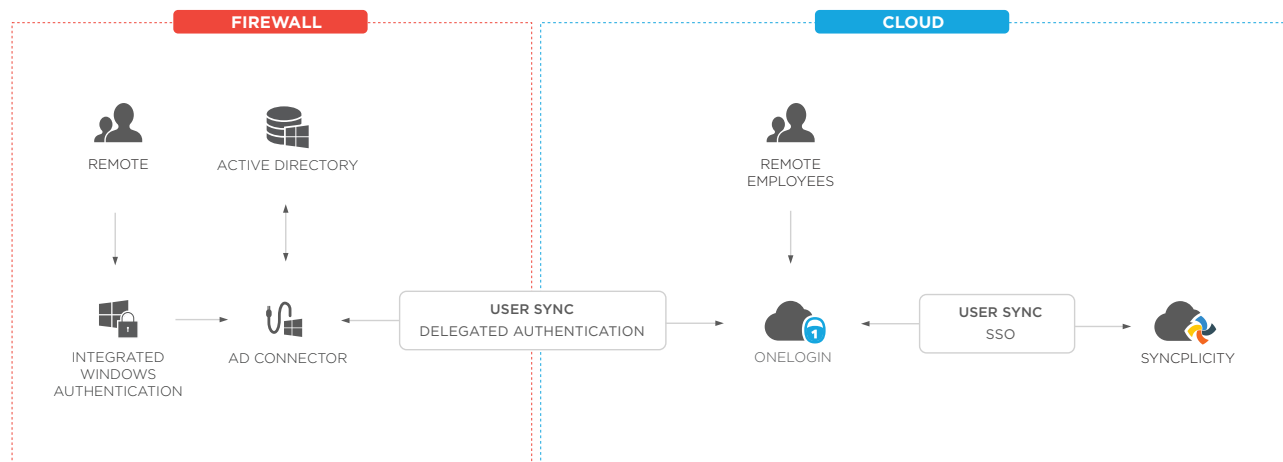 FIREWALL
CLOUD
REMOTE
ACTIVE DIRECTORY
REMOTE
EMPLOYEES
USER SYNC
DELEGATED AUTHENTICATION
USER SYNC
SSO
INTEGRATED
WINDOWS
AUTHENTICATION
AD CONNECTOR
1
ONELOGIN
SYNCPLICITY